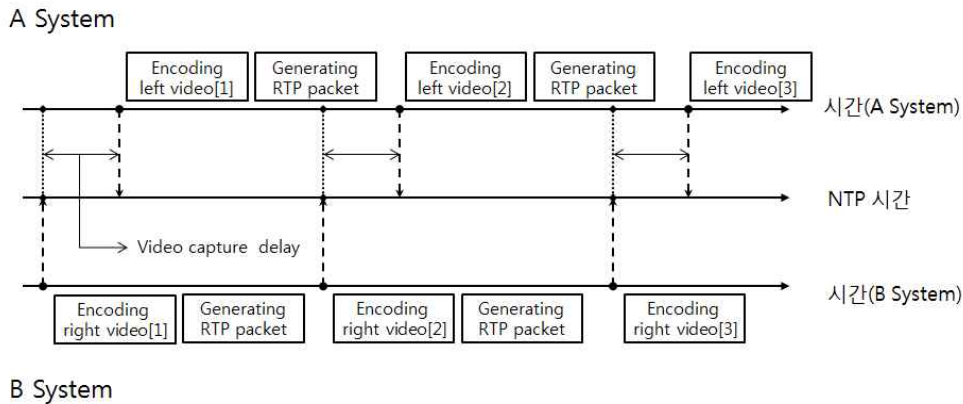 A System
Encoding
left video[1]
Generating
RTP packet
Encoding
left video[2]
Generating
RTP packet
Encoding
left video[3]
시간(A System)
NTP 시간
Video capture delay
시간(B System)
Encoding
right video[1]
Generating
RTP packet
Encoding
right video[2]
Generating
RTP packet
Encoding
right video[3]
B System